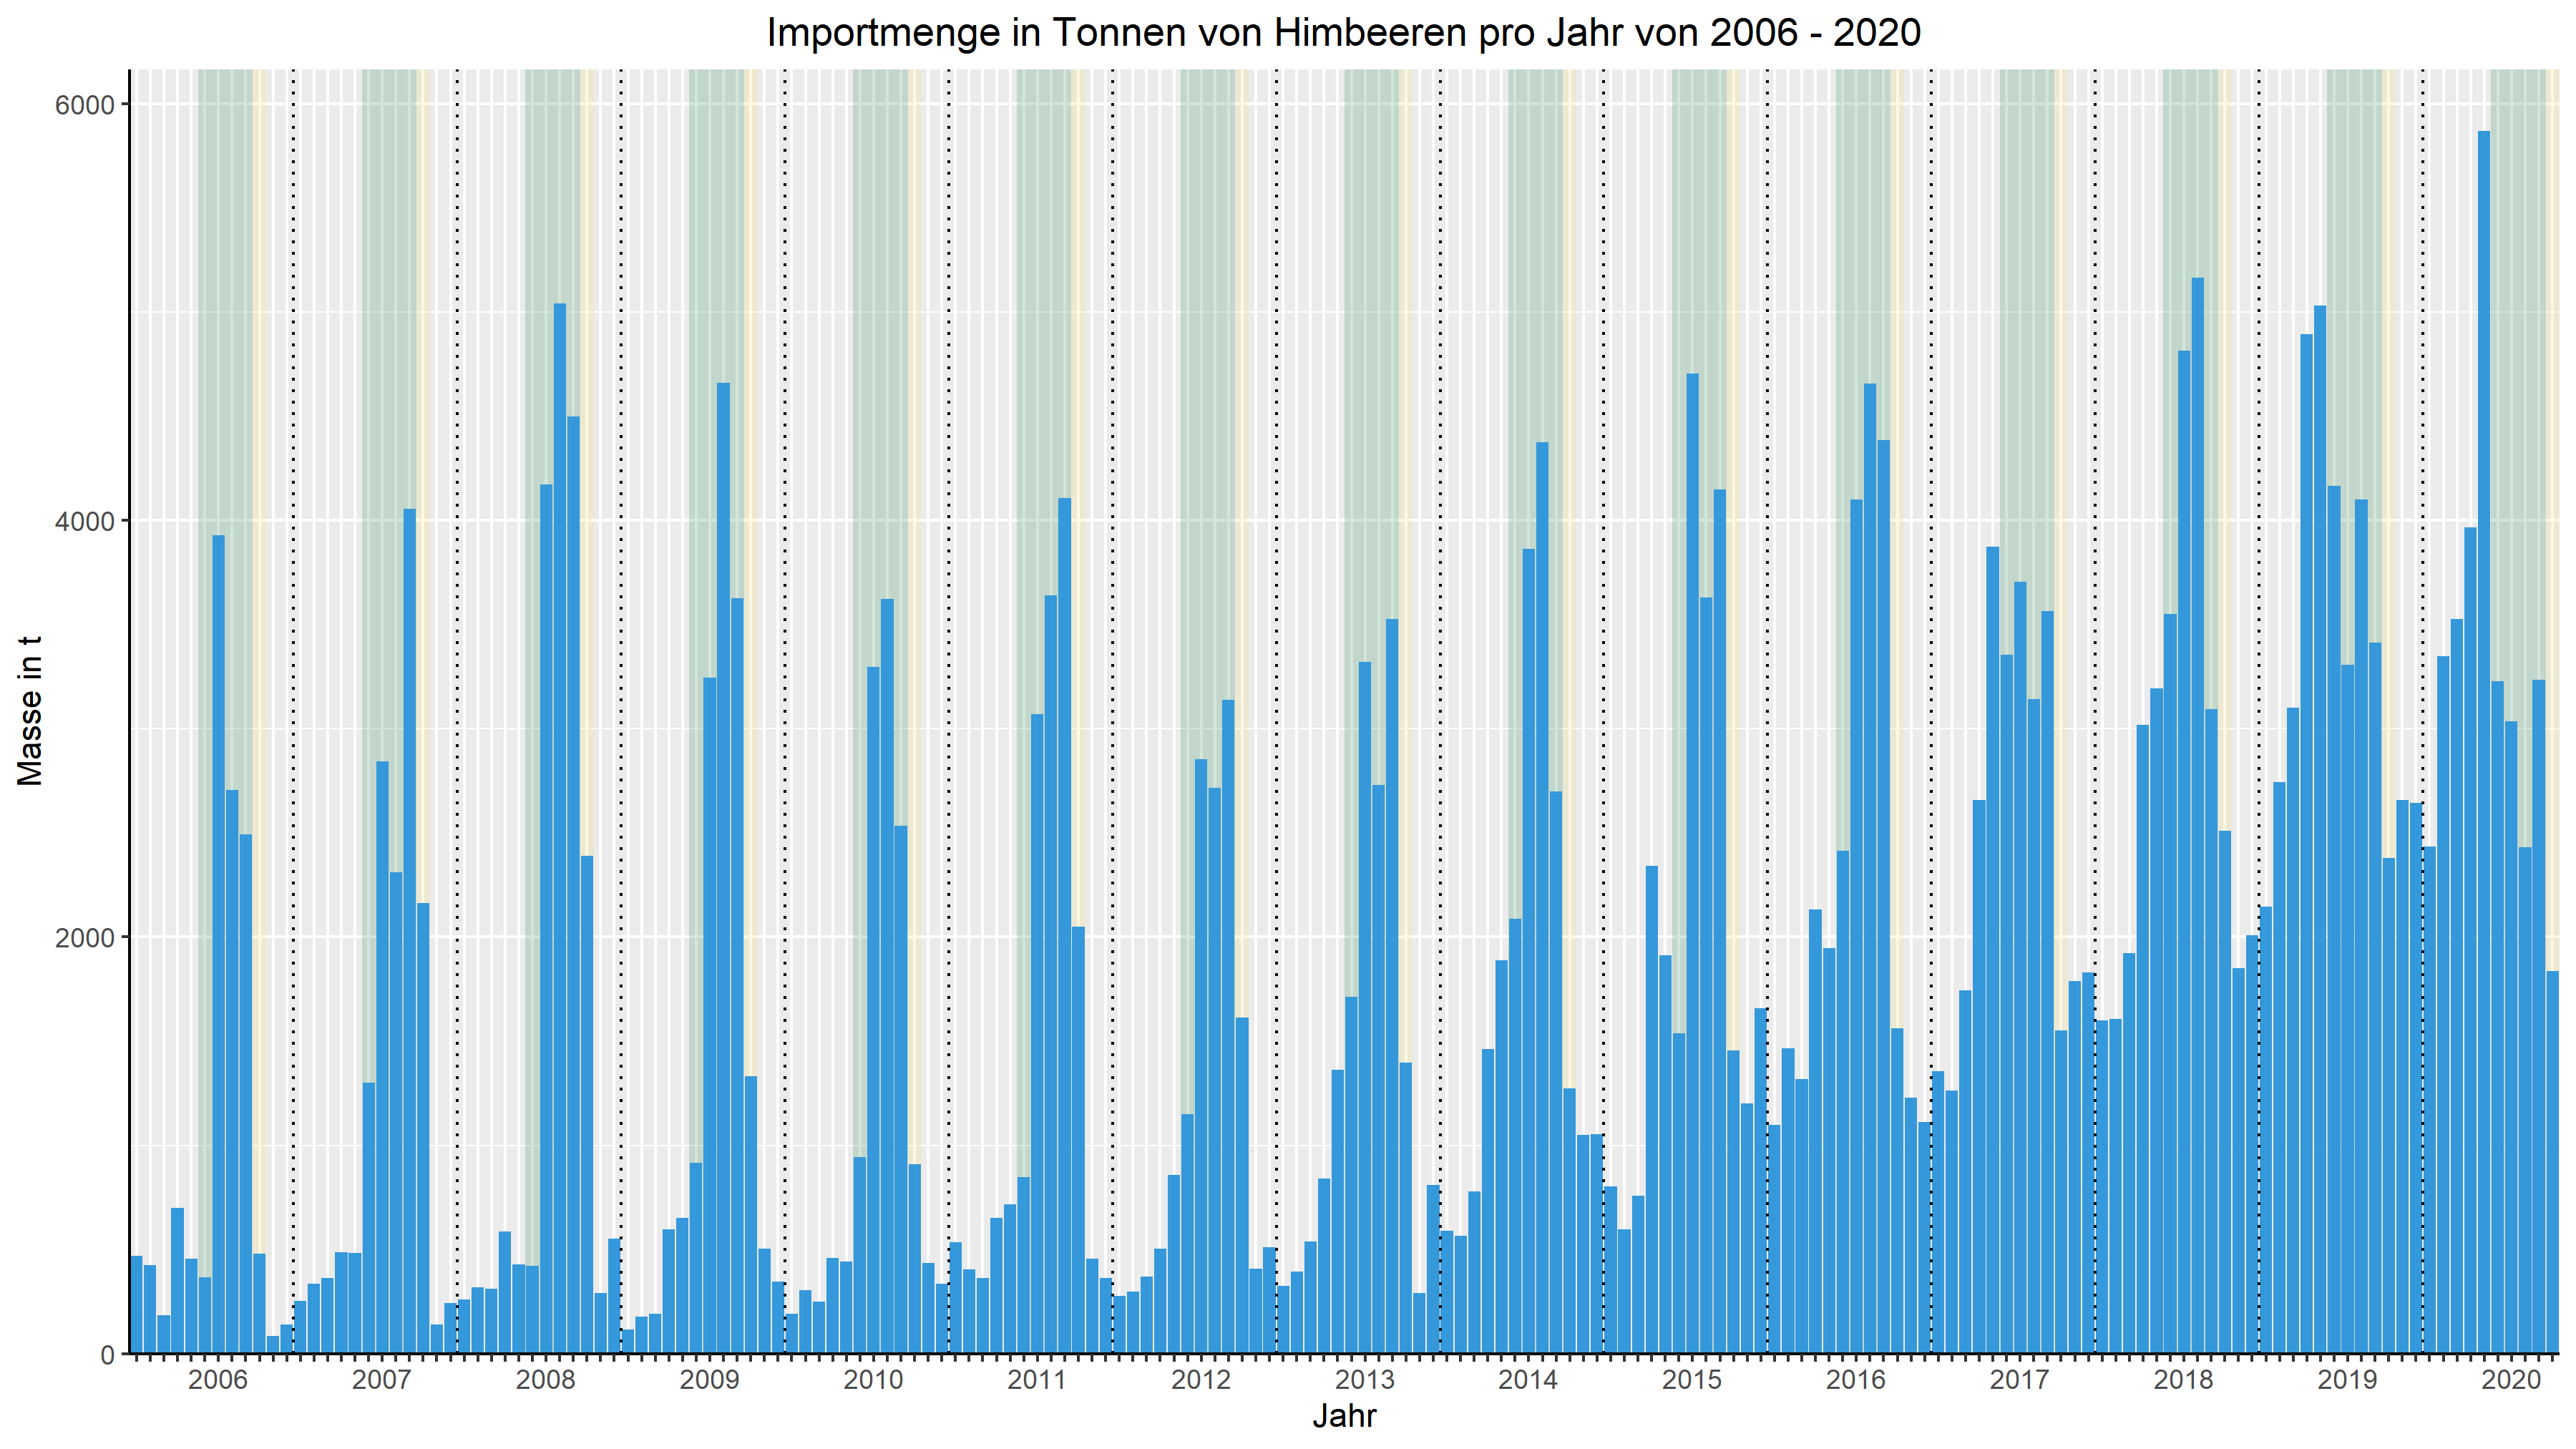 Importmenge in Tonnen von Himbeeren pro Jahr von 2006 - 2020
Masse in t
6000
4000
2000
0
2006 2007 2008 2009 2010 2011 2012 2013 2014 2015 2016 2017 2018 2019 2020
Jahr